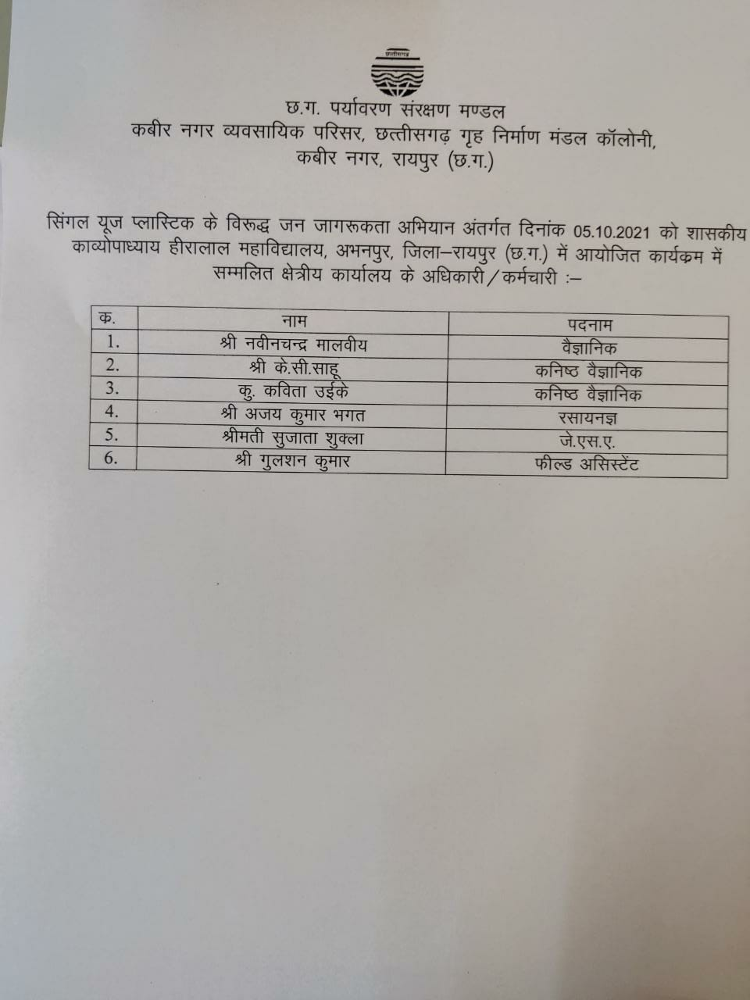 छत्तीसगढ़
छ.ग. पर्यावरण संरक्षण मण्डल
कबीर नगर व्यवसायिक परिसर, छत्तीसगढ़ गृह निर्माण मंडल कॉलोनी,
कबीर नगर, रायपुर (छ.ग.)
सिंगल यूज प्लास्टिक के विरूद्ध जन जागरूकता अभियान अंतर्गत दिनांक 05.10.2021 को शासकीय
काव्योपाध्याय हीरालाल महाविद्यालय, अभनपुर, जिला–रायपुर (छ.ग.) में आयोजित कार्यक्रम में
सम्मलित क्षेत्रीय कार्यालय के अधिकारी/कर्मचारी :–
क. नाम पदनाम
1. श्री नवीनचन्द्र मालवीय वैज्ञानिक
2. श्री के.सी.साहू कनिष्ठ वैज्ञानिक
3. कु. कविता उईके कनिष्ठ वैज्ञानिक
4. श्री अजय कुमार भगत रसायनज्ञ
5. श्रीमती सुजाता शुक्ला जे.एस.ए.
6. श्री गुलशन कुमार फील्ड असिस्टेंट